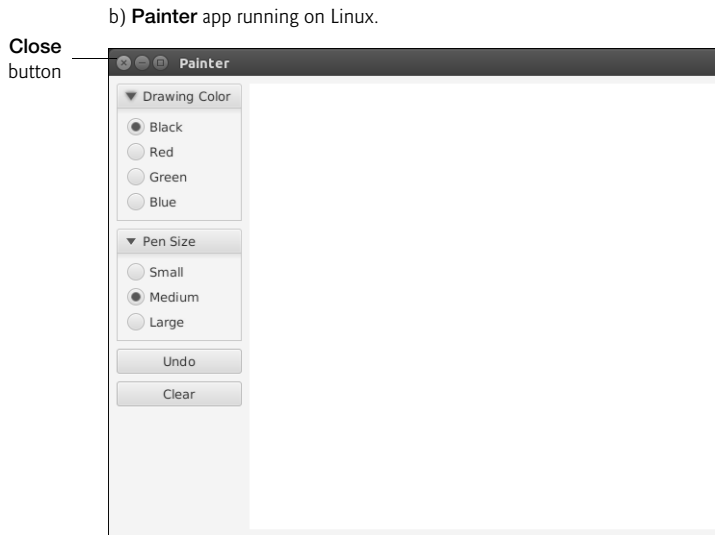 b) Painter app running on Linux.
Close
button
Painter
Drawing Color
Black
Red
Green
Blue
Pen Size
Small
Medium
Large
Undo
Clear